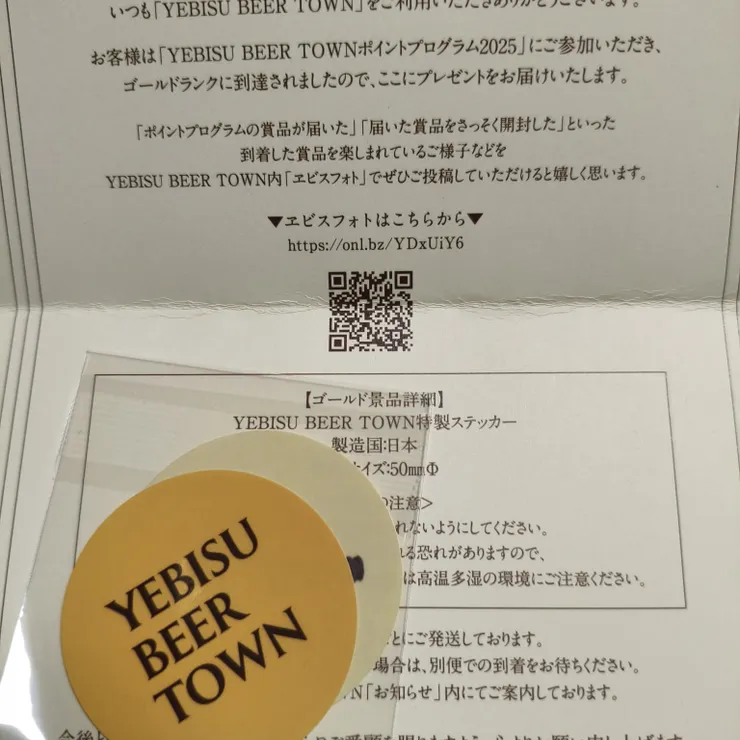 いつも「YEBISU BEER TOWN」をご利用いただきありがとうございます。
お客様は「YEBISU BEER TOWNポイントプログラム2025」にご参加いただき、
ゴールドランクに到達されましたので、ここにプレゼントをお届けいたします。
「ポイントプログラムの賞品が届いた」「届いた賞品をさっそく開封した」といった
到着した賞品を楽しまれているご様子などを
YEBISU BEER TOWN内「ヱビスフォト」でぜひご投稿していただけると嬉しく思います。
▼ヱビスフォトはこちらから▼
https://onl.bz/YDxUiY6
【ゴールド景品詳細】
YEBISU BEER TOWN特製ステッカー
製造国:日本
イズ:50mmΦ
の注意>
れないようにしてください。
れる恐れがありますので、
は高温多湿の環境にご注意ください。
とにご発送しております。
場合は、別便での到着をお待ちください。
N「お知らせ」内にてご案内しております。
YEBISU
BEER
TOWN